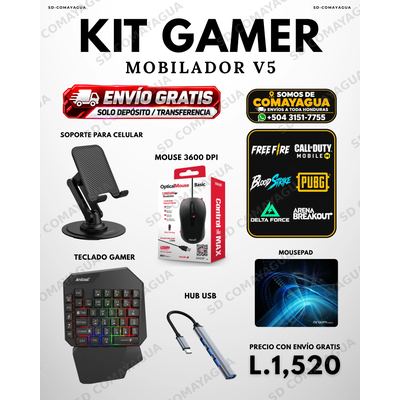 SD-COMAYAGUA
SD-COMAYAGUA
KIT GAMER
MOBILADOR V5
ENVÍO GRATIS
SOLO DEPÓSITO / TRANSFERENCIA
SOMOS DE
COMAYAGUA
ENVÍOS A TODA HONDURAS
+504 3151-7755
SOPORTE PARA CELULAR
MOUSE 3600 DPI
OpticalMouse
Basic
Control
MAX
FREE FIRE
CALL OF DUTY
MOBILE
BLOOD STRIKE
PUBG
DELTA FORCE
ARENA
BREAKOUT
TECLADO GAMER
HUB USB
MOUSEPAD
PRECIO CON ENVÍO GRATIS
L.1,520
SD COMAYAGUA